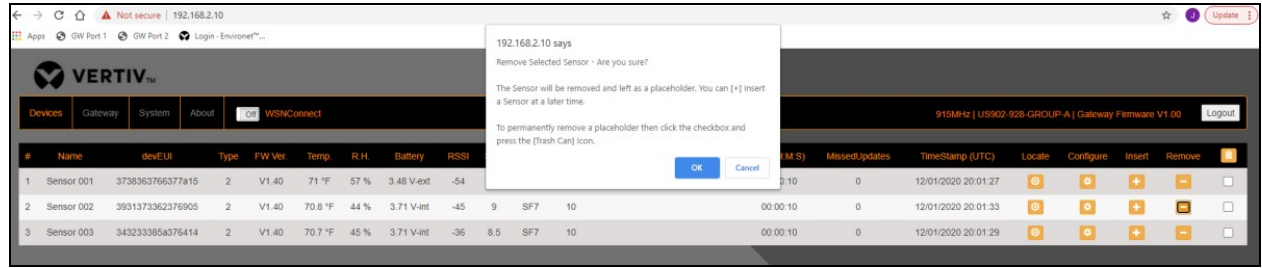 Not secure | 192.168.2.10
Update
Apps GW Port 1 GW Port 2 Login - Environet™...
192.168.2.10 says
Remove Selected Sensor - Are you sure?
The Sensor will be removed and left as a placeholder. You can [+] insert
a Sensor at a later time.
To permanently remove a placeholder then click the checkbox and
press the [Trash Can] icon.
OK Cancel
VERTIV™
Devices Gateway System About Off WSNConnect 915MHz | US902-928-GROUP-A | Gateway Firmware V1.00 Logout
# Name devEUI Type FW Ver. Temp. R.H. Battery RSSI MissedUpdates TimeStamp (UTC) Locate Configure Insert Remove
1 Sensor 001 3738363766377a15 2 V1.40 71 °F 57 % 3.48 V-ext -54 0:10 0 12/01/2020 20:01:27
2 Sensor 002 3931373362376905 2 V1.40 70.8 °F 44 % 3.71 V-int -45 9 SF7 10 00:00:10 0 12/01/2020 20:01:33
3 Sensor 003 343233385a376414 2 V1.40 70.7 °F 45 % 3.71 V-int -36 8.5 SF7 10 00:00:10 0 12/01/2020 20:01:29